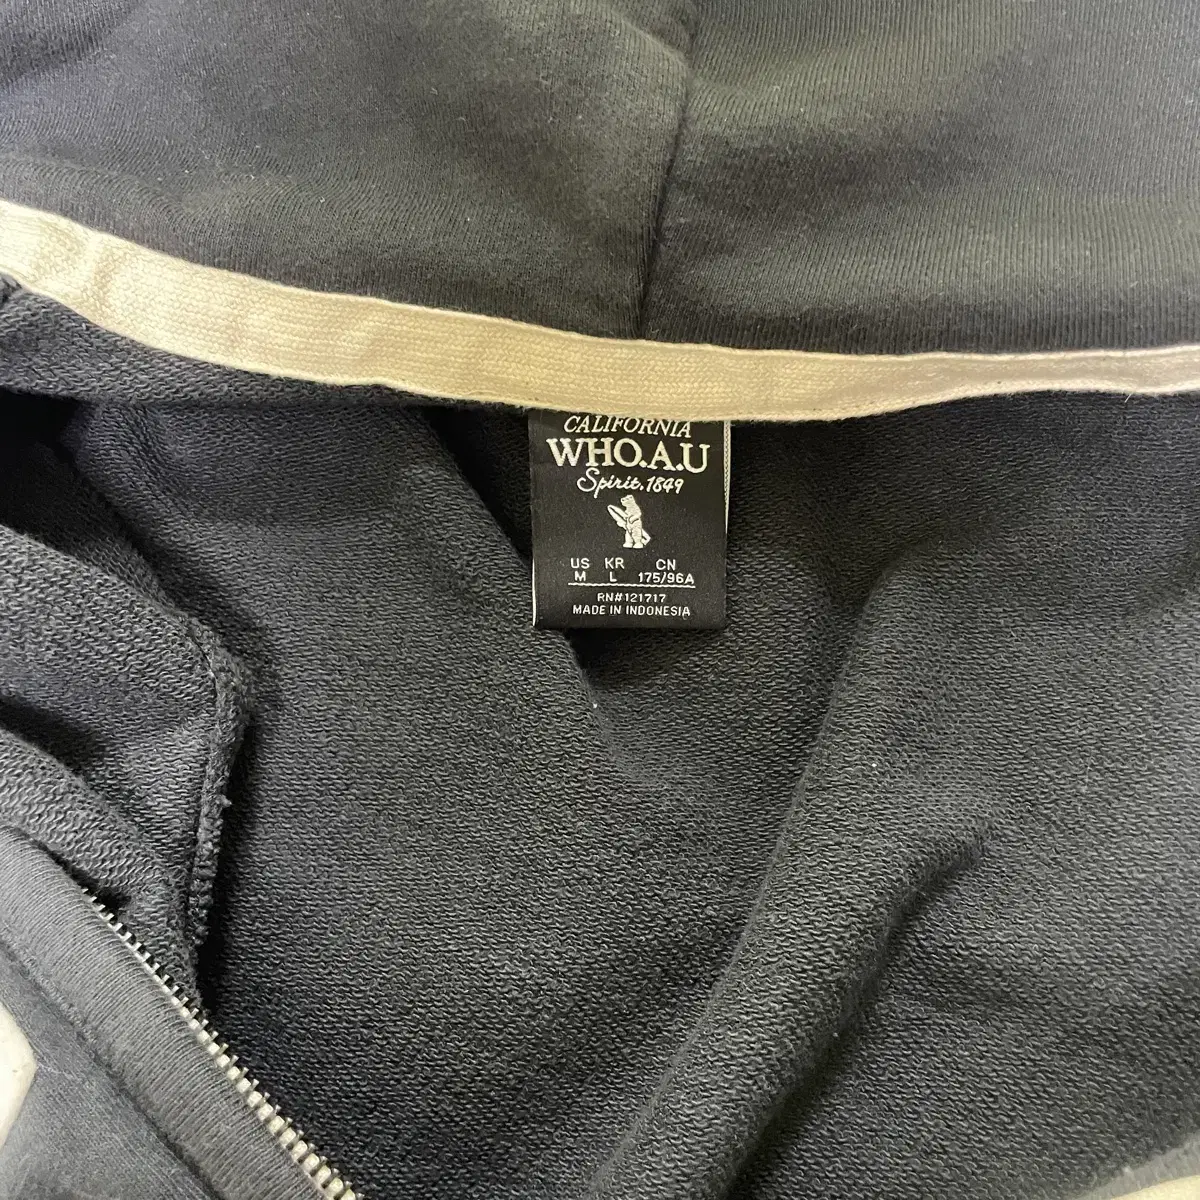 CALIFORNIA
WHO.A.U
Spirit.1849
US KR CN
M L 175/96A
RN#121717
MADE IN INDONESIA